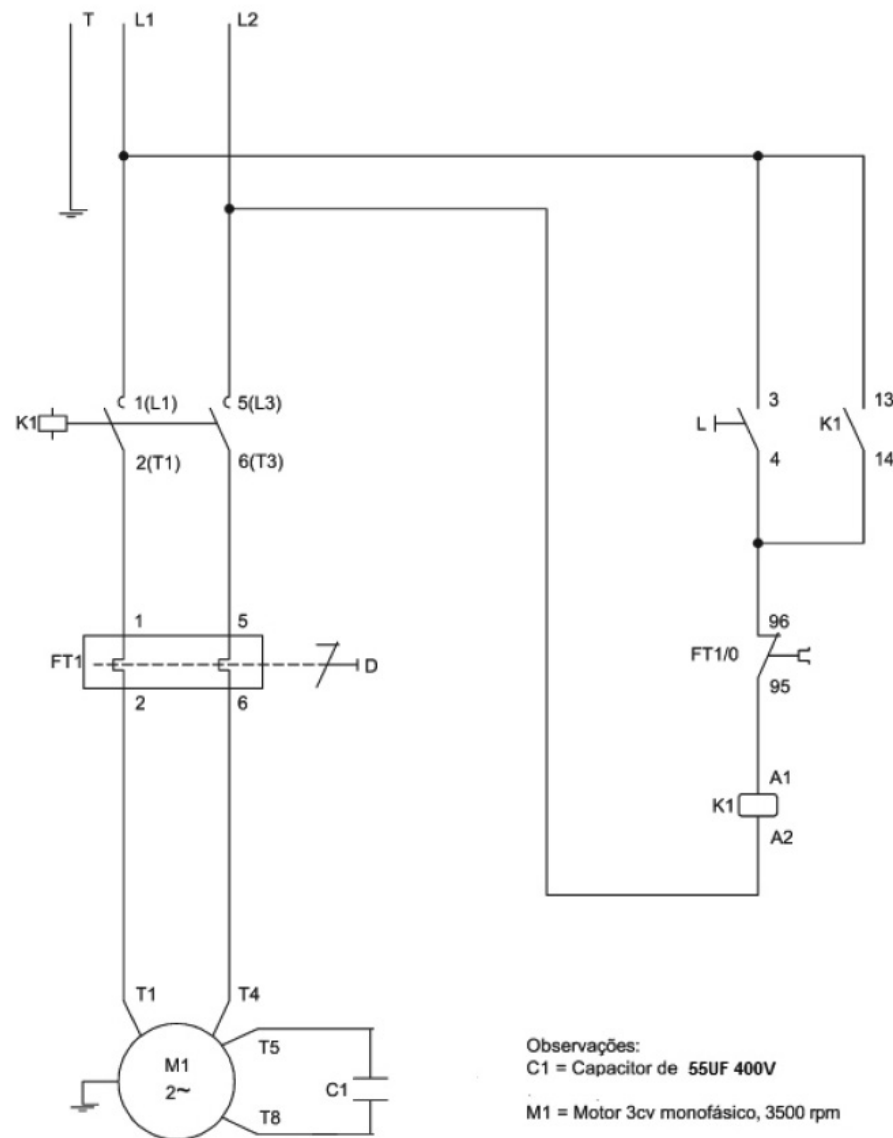 T L1 L2
K1 1(L1) 5(L3)
2(T1) 6(T3)
3 13
L K1
4 14
1 5
FT1 D
2 6
96
FT1/0
95
A1
K1
A2
T1 T4
T5
M1
2~
C1
T8
Observações:
C1 = Capacitor de 55UF 400V
M1 = Motor 3cv monofásico, 3500 rpm